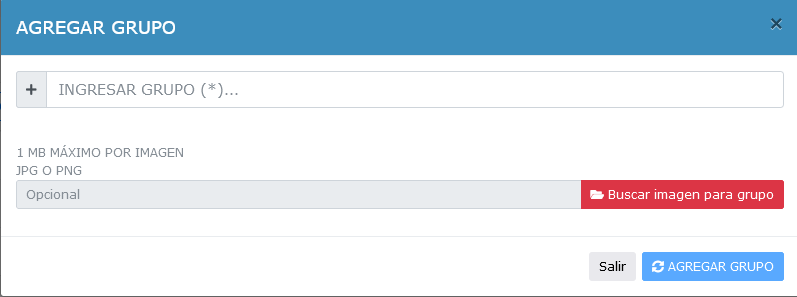 AGREGAR GRUPO
INGRESAR GRUPO (*)...
1 MB MÁXIMO POR IMAGEN
JPG O PNG
Opcional
Buscar imagen para grupo
Salir
AGREGAR GRUPO